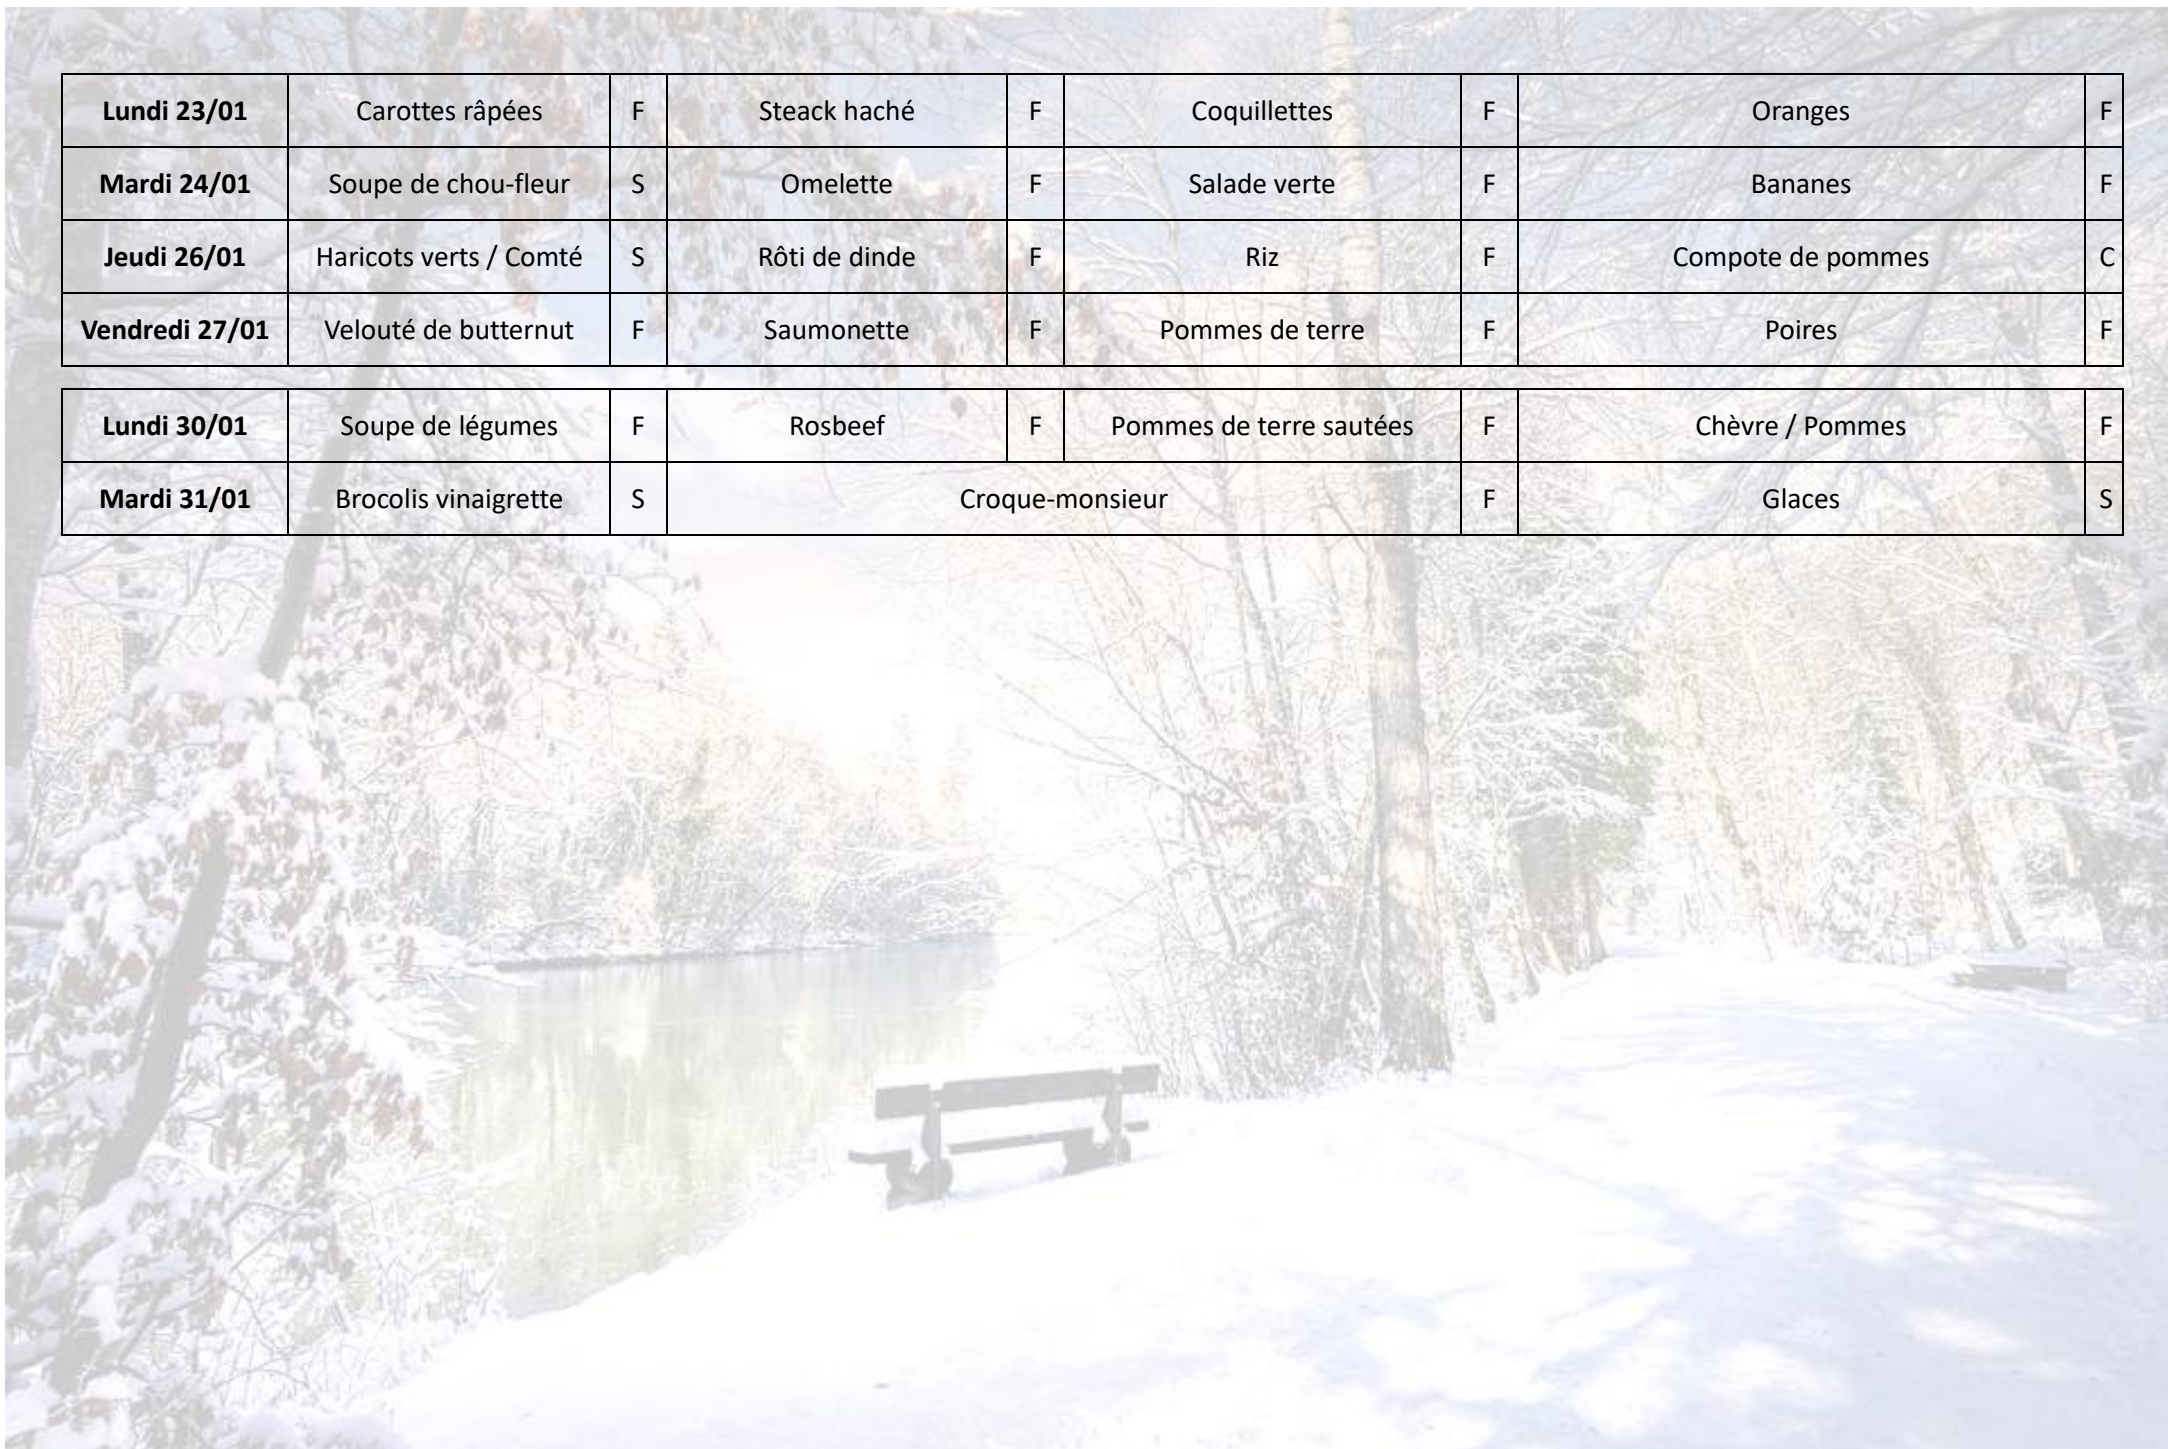 Lundi 23/01 Carottes râpées F Steack haché F Coquillettes F Oranges F
Mardi 24/01 Soupe de chou-fleur S Omelette F Salade verte F Bananes F
Jeudi 26/01 Haricots verts / Comté S Rôti de dinde F Riz F Compote de pommes C
Vendredi 27/01 Velouté de butternut F Saumonette F Pommes de terre F Poires F
Lundi 30/01 Soupe de légumes F Rosbeef F Pommes de terre sautées F Chèvre / Pommes F
Mardi 31/01 Brocolis vinaigrette S Croque-monsieur F Glaces S